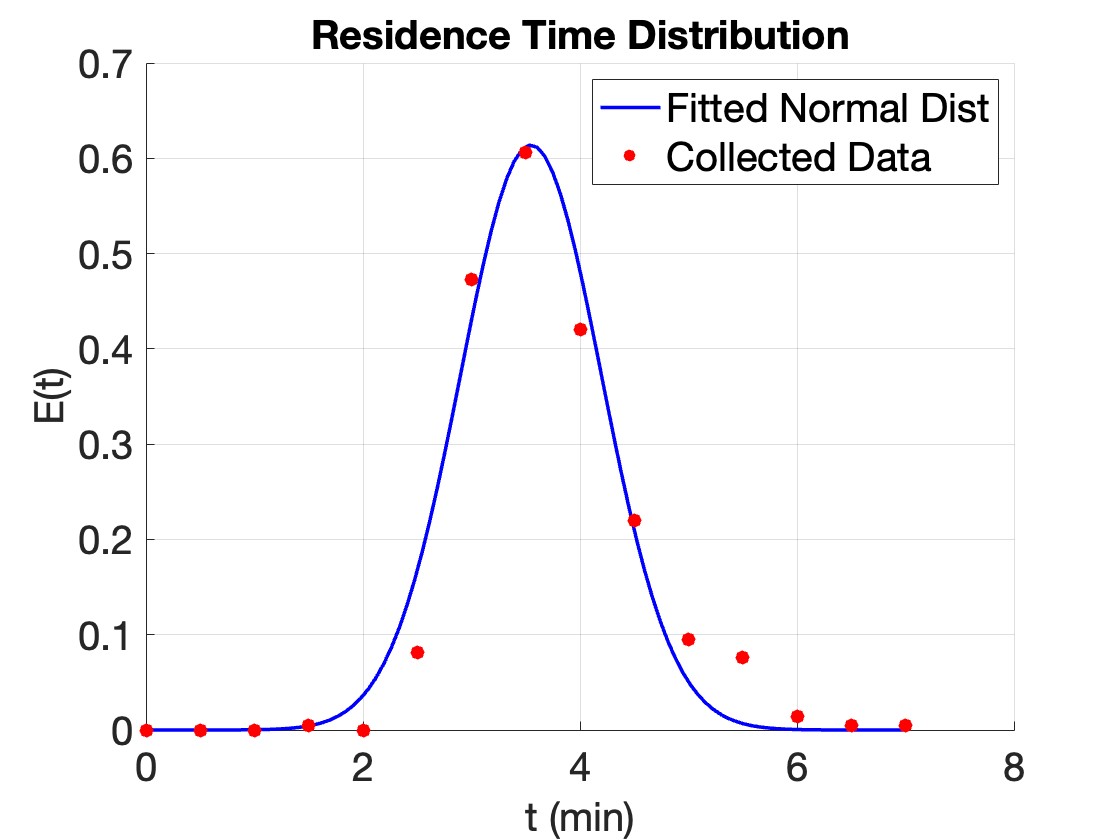 Residence Time Distribution
0.7
0.6
0.5
0.4
0.3
0.2
0.1
0
E(t)
Fitted Normal Dist
Collected Data
0 2 4 6 8
t (min)